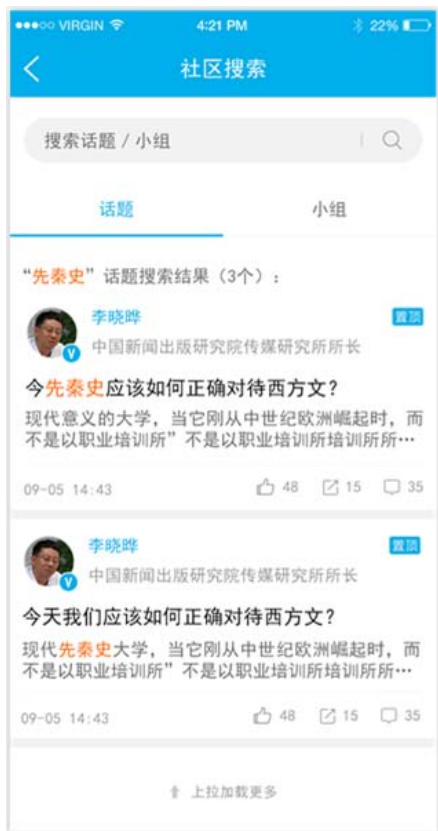 VIRGIN 4:21 PM 22%
社区搜索
搜索话题 / 小组
话题 小组
“先秦史”话题搜索结果（3个）：
李晓晔 置顶
中国新闻出版研究院传媒研究所所长
V
今先秦史应该如何正确对待西方文？
现代意义的大学，当它刚从中世纪欧洲崛起时，而
不是以职业培训所”不是以职业培训所培训所所…
09-05 14:43 48 15 35
李晓晔 置顶
中国新闻出版研究院传媒研究所所长
V
今天我们应该如何正确对待西方文？
现代先秦史大学，当它刚从中世纪欧洲崛起时，而
不是以职业培训所”不是以职业培训所培训所所…
09-05 14:43 48 15 35
上拉加载更多